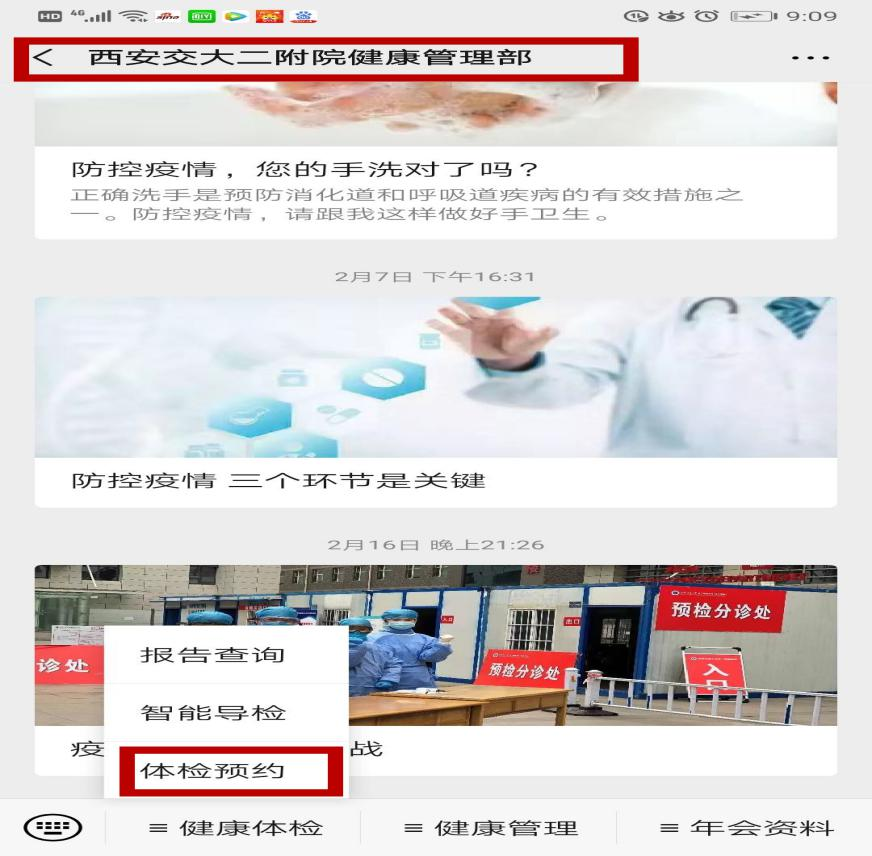 HD 4G 9:09
西安交大二附院健康管理部
防控疫情，您的手洗对了吗？
正确洗手是预防消化道和呼吸道疾病的有效措施之
一。防控疫情，请跟我这样做好手卫生。
2月7日 下午16:31
防控疫情 三个环节是关键
2月16日 晚上21:26
预检分诊处
入口
出口
诊处
预检分诊处
入口
报告查询
智能导检
疫 战
体检预约
健康体检 健康管理 年会资料